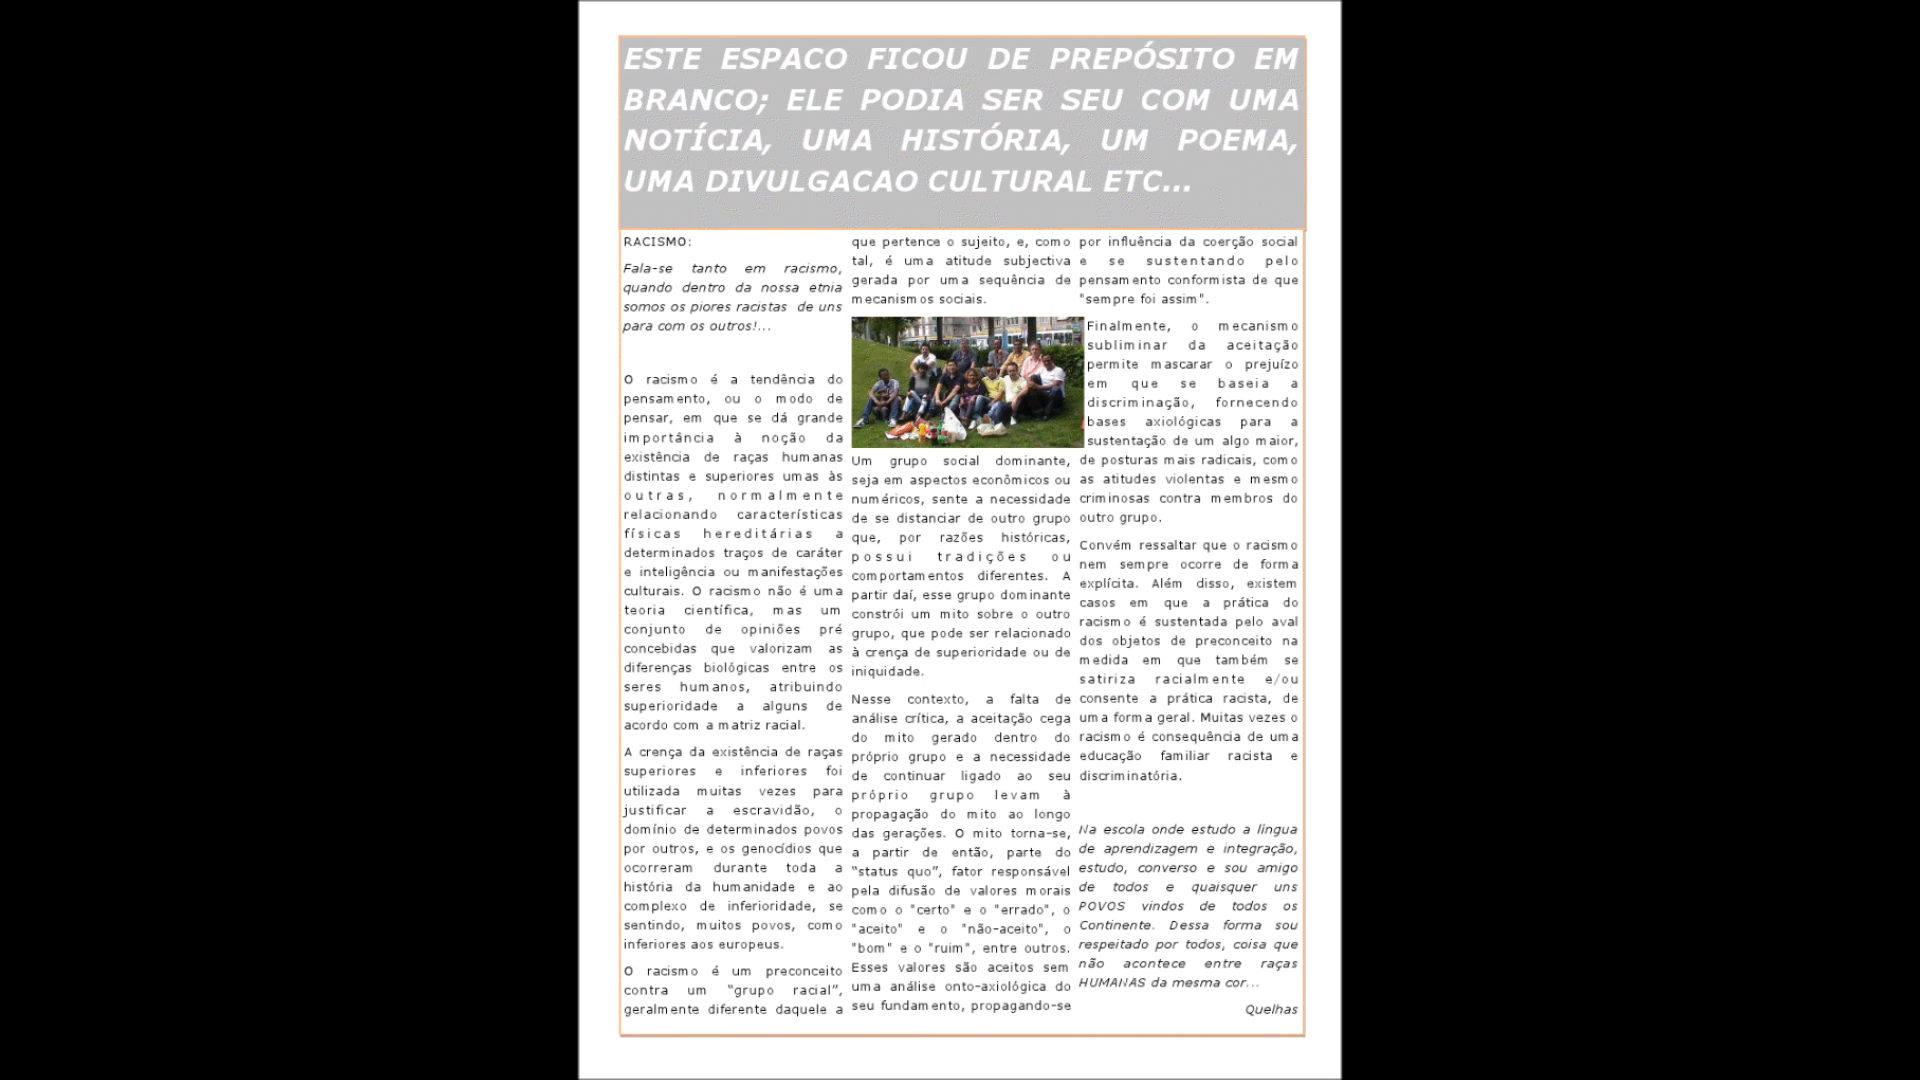 ESTE ESPACO FICOU DE PREPÓSITO EM
BRANCO; ELE PODIA SER SEU COM UMA
NOTÍCIA, UMA HISTÓRIA, UM POEMA,
UMA DIVULGACAO CULTURAL ETC...
RACISMO:
Fala-se tanto em racismo,
quando dentro da nossa etnia
somos os piores racistas de uns
para com os outros!...
O racismo é a tendência do
pensamento, ou o modo de
pensar, em que se dá grande
importância à noção da
existência de raças humanas
distintas e superiores umas às
outras, normalmente
relacionando características
físicas hereditárias a
determinados traços de caráter
e inteligência ou manifestações
culturais. O racismo não é uma
teoria científica, mas um
conjunto de opiniões pré
concebidas que valorizam as
diferenças biológicas entre os
seres humanos, atribuindo
superioridade a alguns de
acordo com a matriz racial.
A crença da existência de raças
superiores e inferiores foi
utilizada muitas vezes para
justificar a escravidão, o
domínio de determinados povos
por outros, e os genocídios que
ocorreram durante toda a
história da humanidade e ao
complexo de inferioridade, se
sentindo, muitos povos, como
inferiores aos europeus.
O racismo é um preconceito
contra um “grupo racial”,
geralmente diferente daquele a
que pertence o sujeito, e, como
tal, é uma atitude subjectiva
gerada por uma sequência de
mecanismos sociais.
Um grupo social dominante,
seja em aspectos econômicos ou
numéricos, sente a necessidade
de se distanciar de outro grupo
que, por razões históricas,
possui tradições ou
comportamentos diferentes. A
partir daí, esse grupo dominante
constrói um mito sobre o outro
grupo, que pode ser relacionado
à crença de superioridade ou de
iniquidade.
Nesse contexto, a falta de
análise crítica, a aceitação cega
do mito gerado dentro do
próprio grupo e a necessidade
de continuar ligado ao seu
próprio grupo levam à
propagação do mito ao longo
das gerações. O mito torna-se,
a partir de então, parte do
“status quo”, fator responsável
pela difusão de valores morais
como o "certo" e o "errado", o
"aceito" e o "não-aceito", o
"bom" e o "ruim", entre outros.
Esses valores são aceitos sem
uma análise onto-axiológica do
seu fundamento, propagando-se
por influência da coerção social
e se sustentando pelo
pensamento conformista de que
"sempre foi assim".
Finalmente, o mecanismo
subliminar da aceitação
permite mascarar o prejuízo
em que se baseia a
discriminação, fornecendo
bases axiológicas para a
sustentação de um algo maior,
de posturas mais radicais, como
as atitudes violentas e mesmo
criminosas contra membros do
outro grupo.
Convém ressaltar que o racismo
nem sempre ocorre de forma
explícita. Além disso, existem
casos em que a prática do
racismo é sustentada pelo aval
dos objetos de preconceito na
medida em que também se
satiriza racialmente e/ou
consente a prática racista, de
uma forma geral. Muitas vezes o
racismo é consequência de uma
educação familiar racista e
discriminatória.
Na escola onde estudo a língua
de aprendizagem e integração,
estudo, converso e sou amigo
de todos e quaisquer uns
POVOS vindos de todos os
Continente. Dessa forma sou
respeitado por todos, coisa que
não acontece entre raças
HUMANAS da mesma cor...
Quelhas